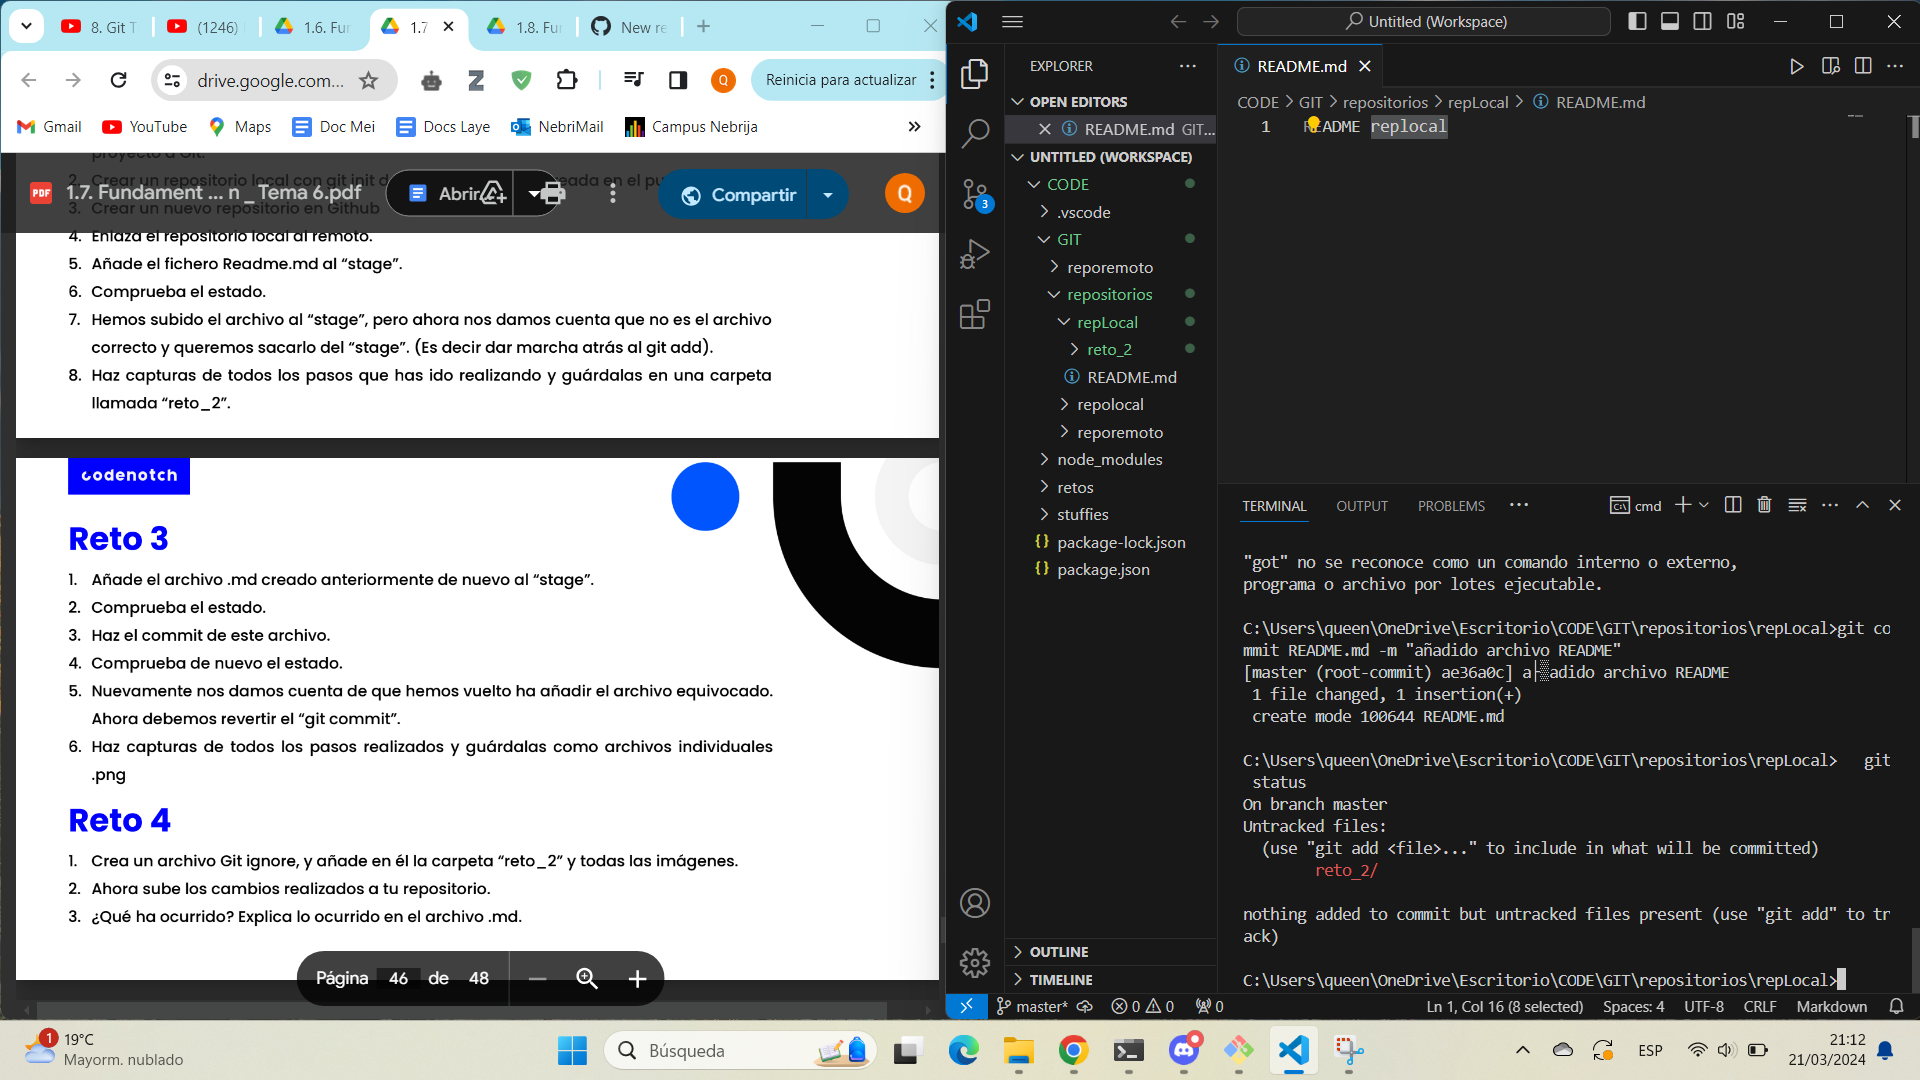 8. Git T
(1246)
1.6. Fur
1.7
1.8. Fur
New re
drive.google.com...
Reinicia para actualizar
Gmail
YouTube
Maps
Doc Mei
Docs Laye
NebriMail
Campus Nebrija
proyecto a Git.
2. Crear un repositorio local con git init d
eada en el pu
1.7. Fundament ... n _ Tema 6.pdf
Abrir
Compartir
Q
3. Crear un nuevo repositorio en Github
4. Enlaza el repositorio local al remoto.
5. Añade el fichero Readme.md al “stage”.
6. Comprueba el estado.
7. Hemos subido el archivo al “stage”, pero ahora nos damos cuenta que no es el archivo
correcto y queremos sacarlo del “stage”. (Es decir dar marcha atrás al git add).
8. Haz capturas de todos los pasos que has ido realizando y guárdalas en una carpeta
llamada “reto_2”.
codenotch
Reto 3
1. Añade el archivo .md creado anteriormente de nuevo al “stage”.
2. Comprueba el estado.
3. Haz el commit de este archivo.
4. Comprueba de nuevo el estado.
5. Nuevamente nos damos cuenta de que hemos vuelto ha añadir el archivo equivocado.
Ahora debemos revertir el “git commit”.
6. Haz capturas de todos los pasos realizados y guárdalas como archivos individuales
.png
Reto 4
1. Crea un archivo Git ignore, y añade en él la carpeta “reto_2” y todas las imágenes.
2. Ahora sube los cambios realizados a tu repositorio.
3. ¿Qué ha ocurrido? Explica lo ocurrido en el archivo .md.
Página 46 de 48
Untitled (Workspace)
EXPLORER
OPEN EDITORS
README.md GIT...
UNTITLED (WORKSPACE)
CODE
.vscode
GIT
reporemoto
repositorios
repLocal
reto_2
README.md
repolocal
reporemoto
node_modules
retos
stuffies
package-lock.json
package.json
OUTLINE
TIMELINE
3
README.md
CODE > GIT > repositorios > repLocal > README.md
1 README replocal
TERMINAL OUTPUT PROBLEMS
cmd
"got" no se reconoce como un comando interno o externo,
programa o archivo por lotes ejecutable.
C:\Users\queen\OneDrive\Escritorio\CODE\GIT\repositorios\repLocal>git co
mmit README.md -m "añadido archivo README"
[master (root-commit) ae36a0c] a├▒adido archivo README
1 file changed, 1 insertion(+)
create mode 100644 README.md
C:\Users\queen\OneDrive\Escritorio\CODE\GIT\repositorios\repLocal>   git
status
On branch master
Untracked files:
(use "git add <file>..." to include in what will be committed)
reto_2/
nothing added to commit but untracked files present (use "git add" to tr
ack)
C:\Users\queen\OneDrive\Escritorio\CODE\GIT\repositorios\repLocal>
master*
0 0
0
Ln 1, Col 16 (8 selected)
Spaces: 4
UTF-8
CRLF
Markdown
1
19°C
Mayorm. nublado
Búsqueda
ESP
21:12
21/03/2024